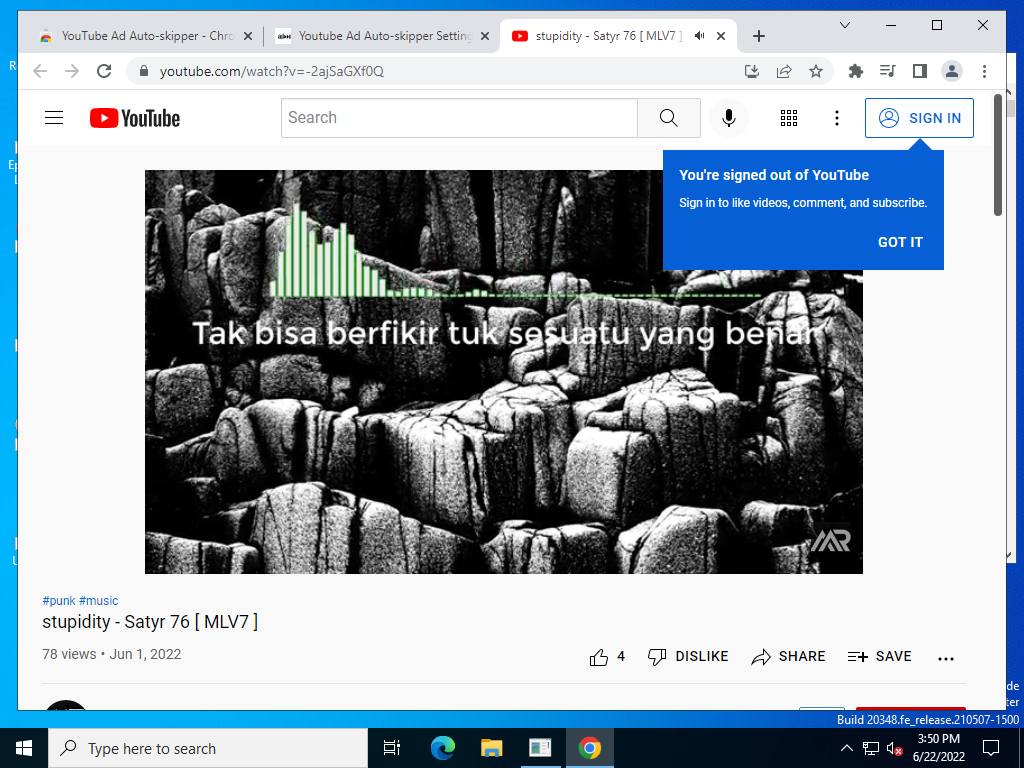 YouTube Ad Auto-skipper - Chro
Youtube Ad Auto-skipper Setting
stupidity - Satyr 76 [ MLV7 ]
youtube.com/watch?v=-2ajSaGXf0Q
YouTube
Search
SIGN IN
You're signed out of YouTube
Sign in to like videos, comment, and subscribe.
GOT IT
Tak bisa berfikir tuk sesuatu yang benar
MR
#punk #music
stupidity - Satyr 76 [ MLV7 ]
78 views • Jun 1, 2022
4
DISLIKE
SHARE
SAVE
de
ter
Build 20348.fe_release.210507-1500
Type here to search
3:50 PM
6/22/2022